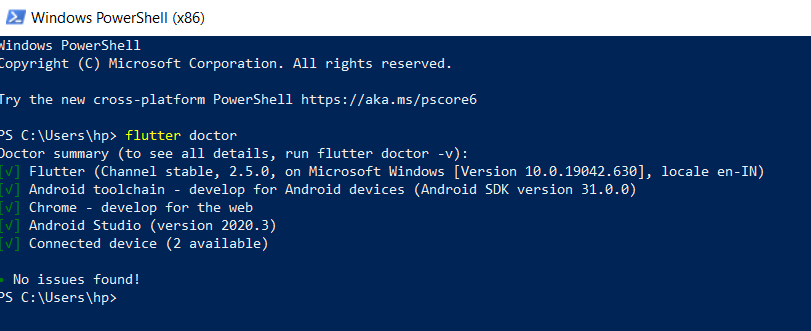 Windows PowerShell (x86)
Windows PowerShell
Copyright (C) Microsoft Corporation. All rights reserved.
Try the new cross-platform PowerShell https://aka.ms/pscore6
PS C:\Users\hp> flutter doctor
Doctor summary (to see all details, run flutter doctor -v):
[√] Flutter (Channel stable, 2.5.0, on Microsoft Windows [Version 10.0.19042.630], locale en-IN)
[√] Android toolchain - develop for Android devices (Android SDK version 31.0.0)
[√] Chrome - develop for the web
[√] Android Studio (version 2020.3)
[√] Connected device (2 available)
• No issues found!
PS C:\Users\hp>